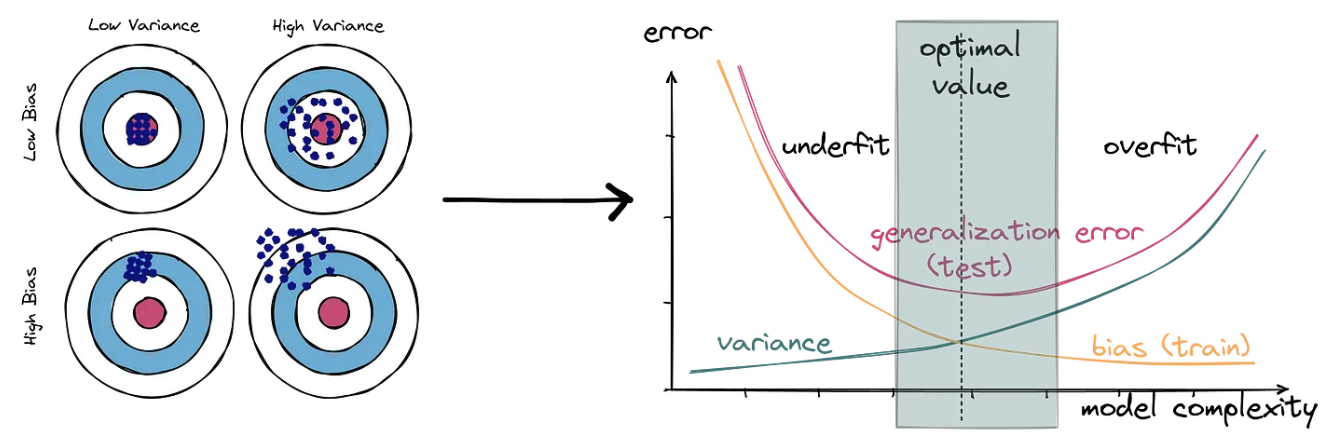 Low Variance
High Variance
Low Bias
High Bias
error
optimal
value
underfit
overfit
generalization error
(test)
variance
bias (train)
model complexity